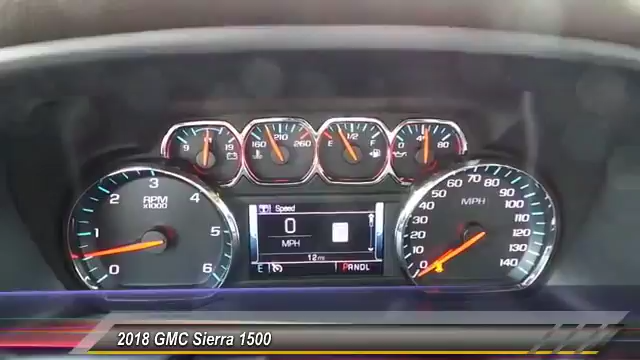 9 19
160 210 260
E 1/2 F
0 40 80
0 1 2 3 4 5 6
RPM
x1000
0 10 20 30 40 50 60 70 80 90 100 110 120 130 140
MPH
Speed
0
MPH
12 mi
E PRNDL
2018 GMC Sierra 1500